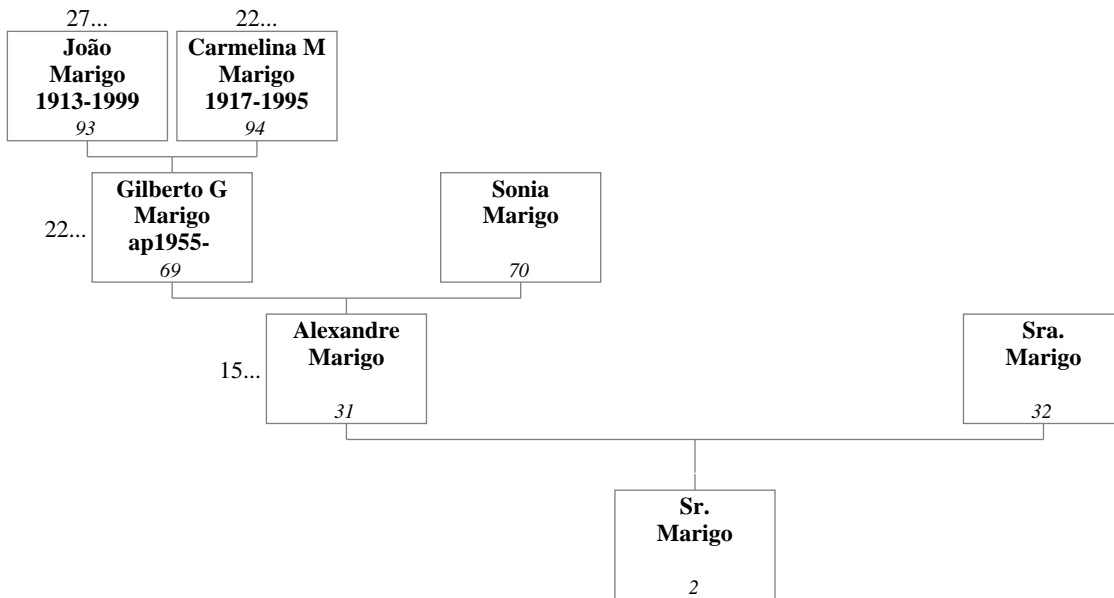 27...
22...
João
Marigo
1913-1999
93
Carmelina M
Marigo
1917-1995
94
22...
Gilberto G
Marigo
ap1955-
69
Sonia
Marigo
70
15...
Alexandre
Marigo
31
Sra.
Marigo
32
Sr.
Marigo
2